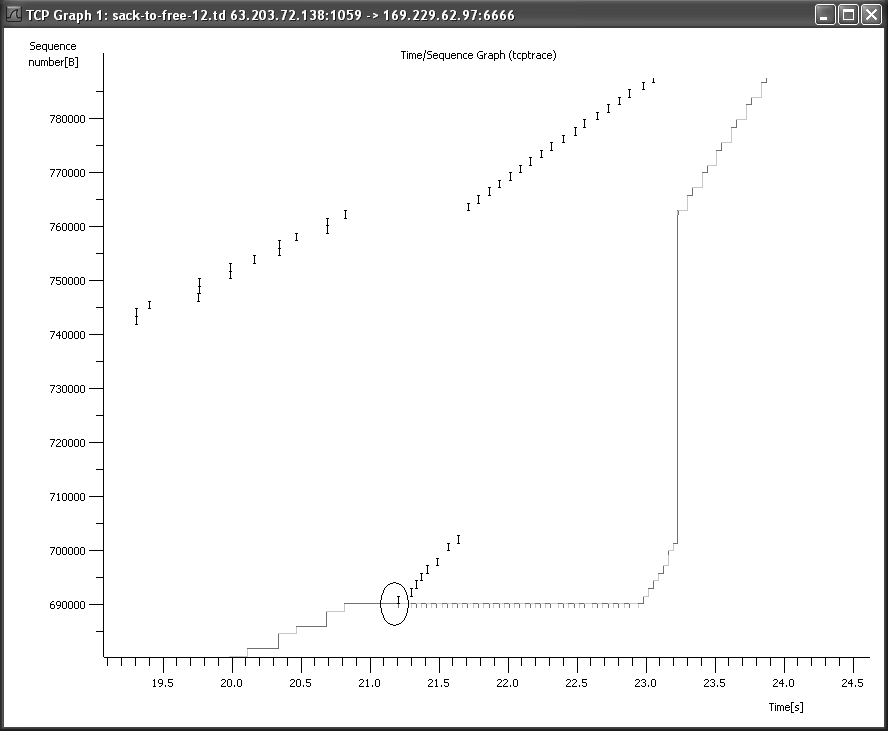 TCP Graph 1: sack-to-free-12.td 63.203.72.138:1059 -> 169.229.62.97:6666
Sequence
number[B]
Time/Sequence Graph (tcptrace)
780000
770000
760000
750000
740000
730000
720000
710000
700000
690000
19.5 20.0 20.5 21.0 21.5 22.0 22.5 23.0 23.5 24.0 24.5
Time[s]